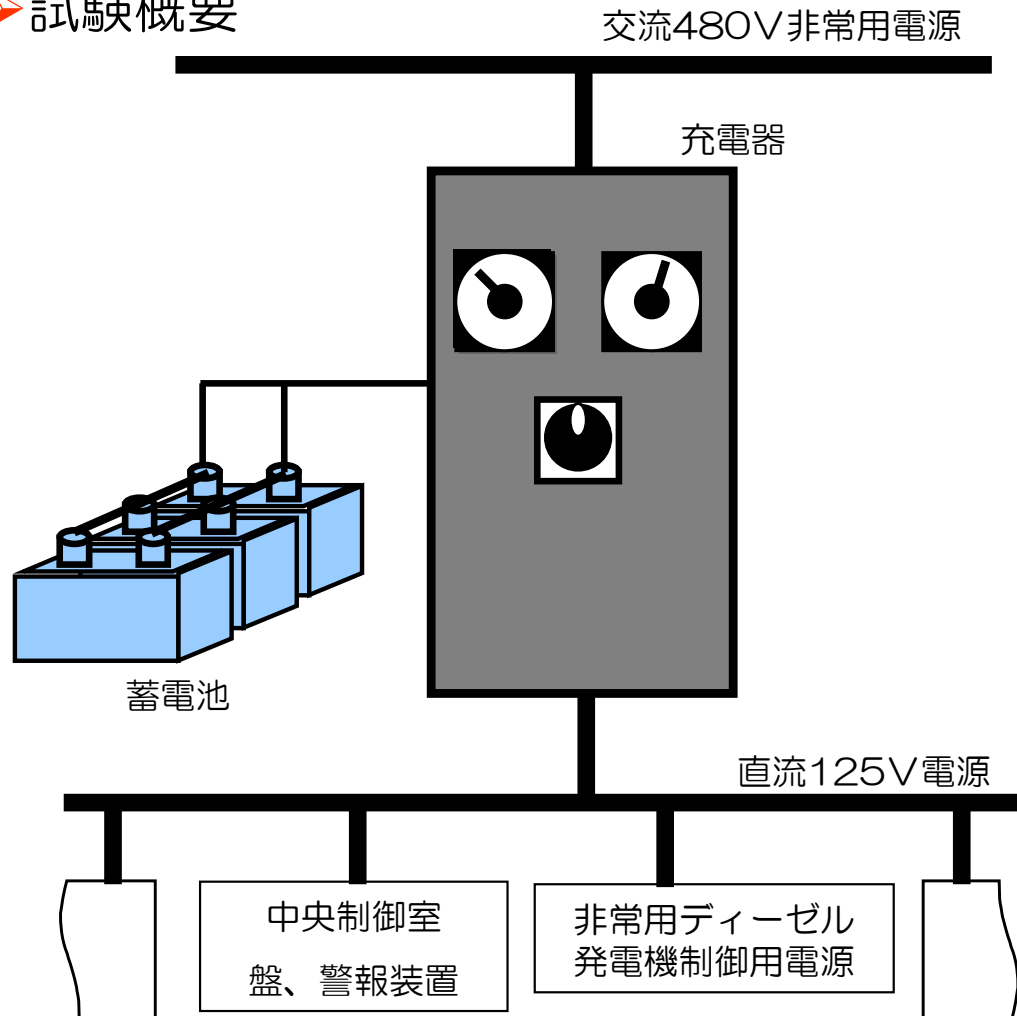 試験概要
交流480V非常用電源
充電器
蓄電池
直流125V電源
中央制御室
盤、警報装置
非常用ディーゼル
発電機制御用電源